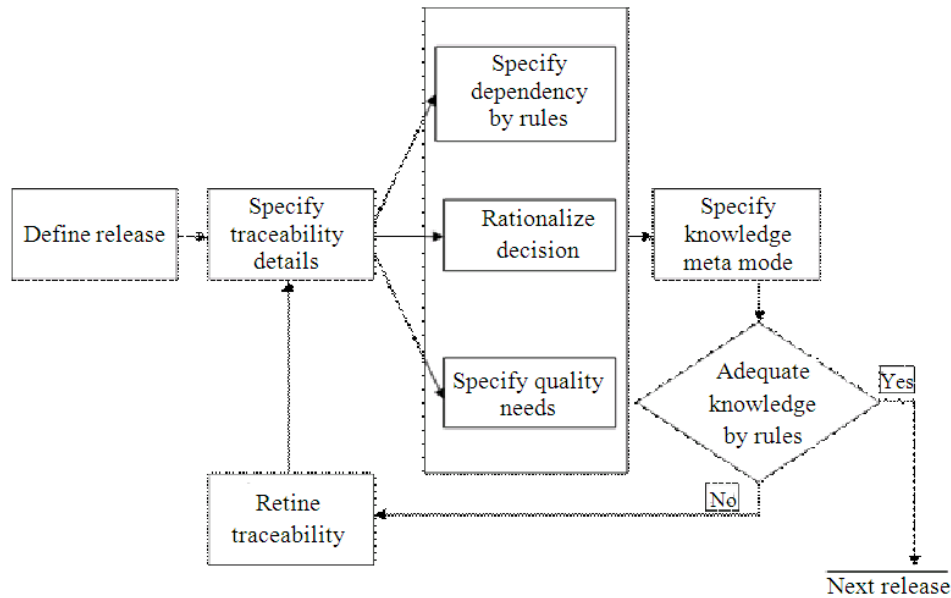 Define release
Specify
traceability
details
Specify
dependency
by rules
Rationalize
decision
Specify quality
needs
Specify
knowledge
meta mode
Adequate
knowledge
by rules
Yes
No
Retine
traceability
Next release